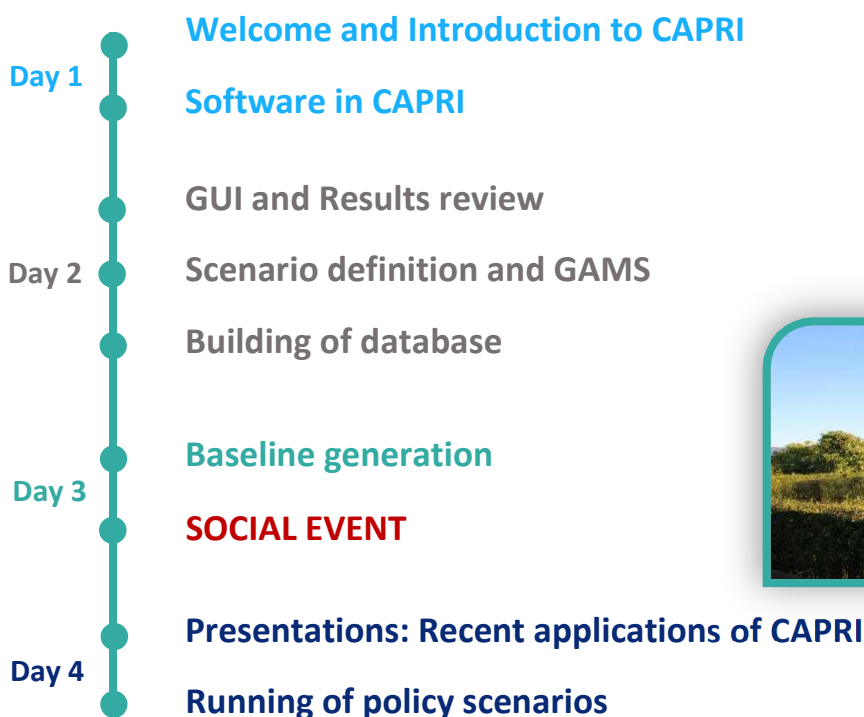 Welcome and Introduction to CAPRI
Day 1
Software in CAPRI
GUI and Results review
Day 2
Scenario definition and GAMS
Building of database
Baseline generation
Day 3
SOCIAL EVENT
Presentations: Recent applications of CAPRI
Day 4
Running of policy scenarios